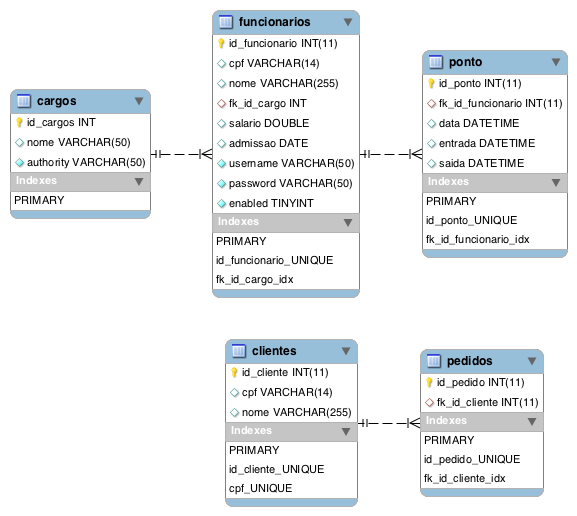 funcionarios
id_funcionario INT(11)
cpf VARCHAR(14)
nome VARCHAR(255)
fk_id_cargo INT
salario DOUBLE
admissao DATE
username VARCHAR(50)
password VARCHAR(50)
enabled TINYINT
Indexes
PRIMARY
id_funcionario_UNIQUE
fk_id_cargo_idx
ponto
id_ponto INT(11)
fk_id_funcionario INT(11)
data DATETIME
entrada DATETIME
saida DATETIME
Indexes
PRIMARY
id_ponto_UNIQUE
fk_id_funcionario_idx
cargos
id_cargos INT
nome VARCHAR(50)
authority VARCHAR(50)
Indexes
PRIMARY
clientes
id_cliente INT(11)
cpf VARCHAR(14)
nome VARCHAR(255)
Indexes
PRIMARY
id_cliente_UNIQUE
cpf_UNIQUE
pedidos
id_pedido INT(11)
fk_id_cliente INT(11)
Indexes
PRIMARY
id_pedido_UNIQUE
fk_id_cliente_idx